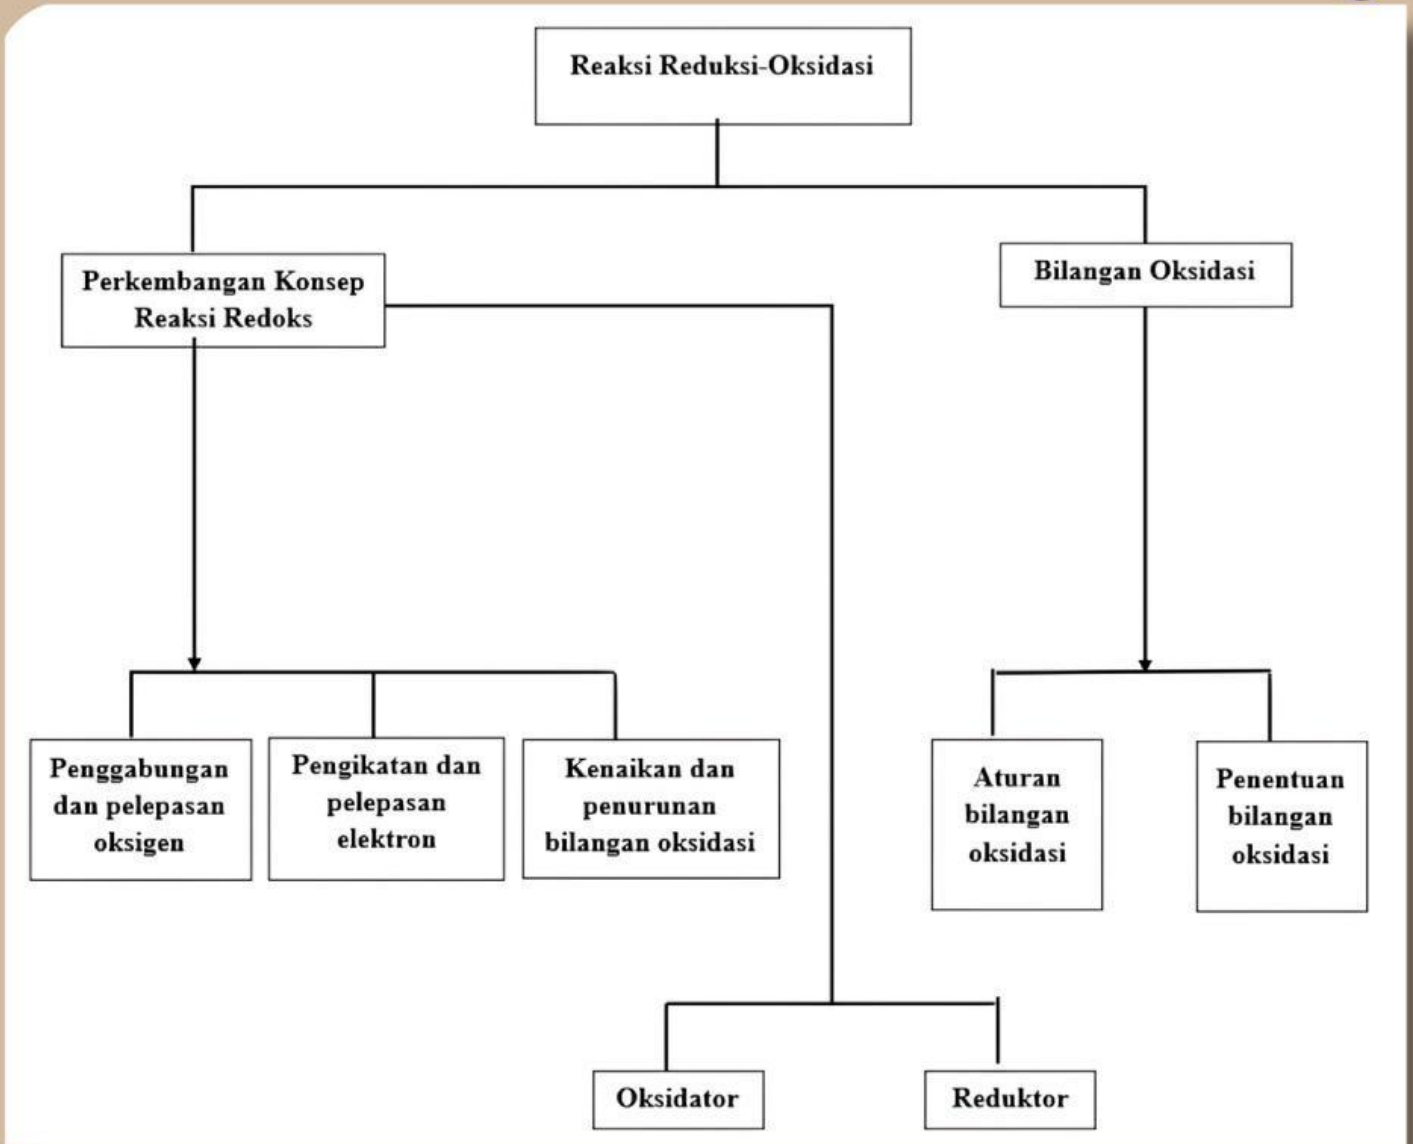 Reaksi Reduksi-Oksidasi
Perkembangan Konsep
Reaksi Redoks
Bilangan Oksidasi
Penggabungan
dan pelepasan
oksigen
Pengikatan dan
pelepasan
elektron
Kenaikan dan
penurunan
bilangan oksidasi
Aturan
bilangan
oksidasi
Penentuan
bilangan
oksidasi
Oksidator
Reduktor